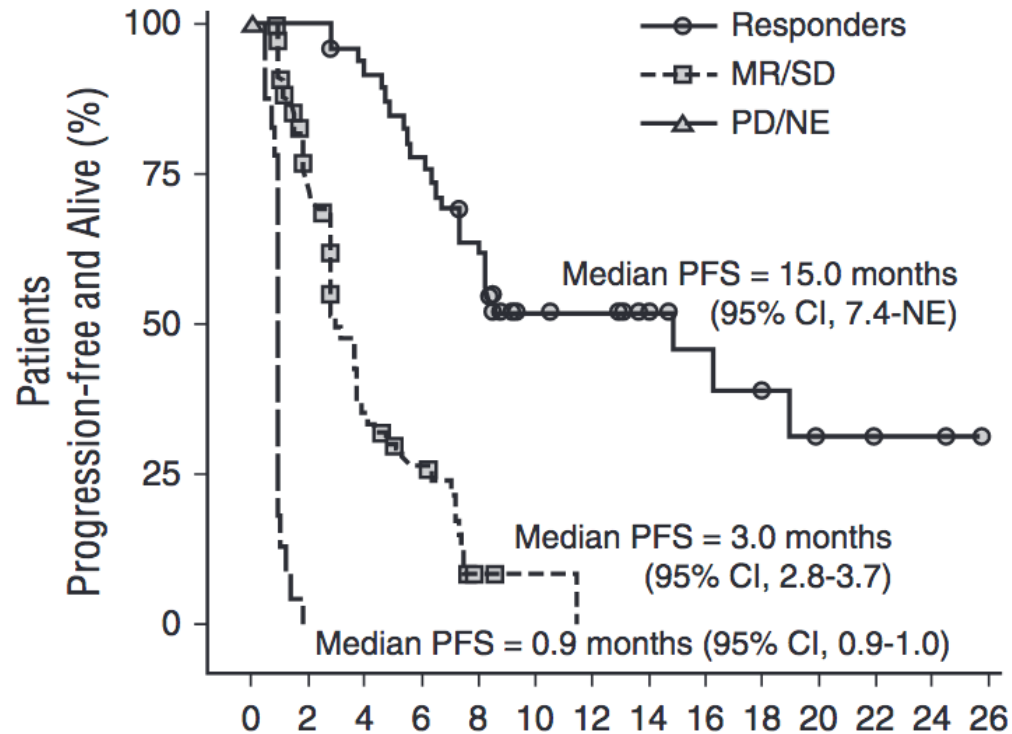 Patients
Progression-free and Alive (%)
100
75
50
25
0
Responders
MR/SD
PD/NE
Median PFS = 15.0 months
(95% CI, 7.4-NE)
Median PFS = 3.0 months
(95% CI, 2.8-3.7)
Median PFS = 0.9 months (95% CI, 0.9-1.0)
0 2 4 6 8 10 12 14 16 18 20 22 24 26